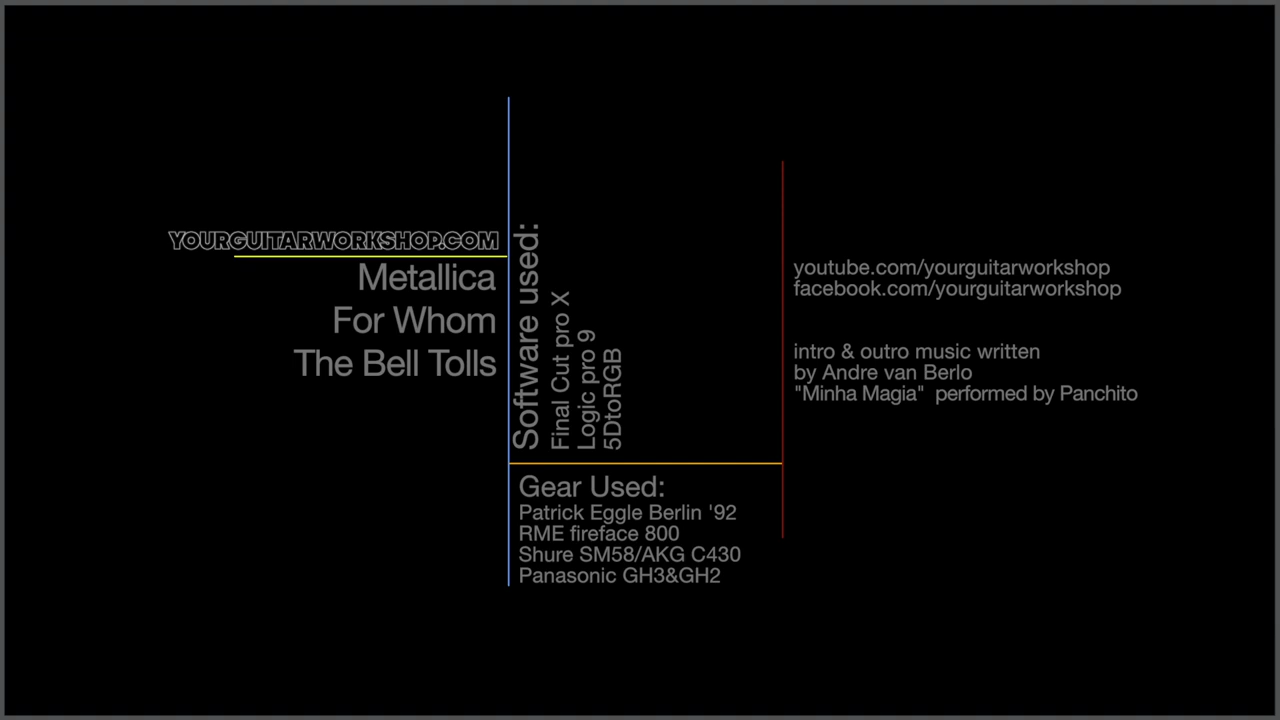 YOURGUITARWORKSHOP.COM
Metallica
For Whom
The Bell Tolls
Software used:
Final Cut pro X
Logic pro 9
5DtoRGB
Gear Used:
Patrick Eggle Berlin '92
RME fireface 800
Shure SM58/AKG C430
Panasonic GH3&GH2
youtube.com/yourguitarworkshop
facebook.com/yourguitarworkshop
intro & outro music written
by Andre van Berlo
"Minha Magia"  performed by Panchito